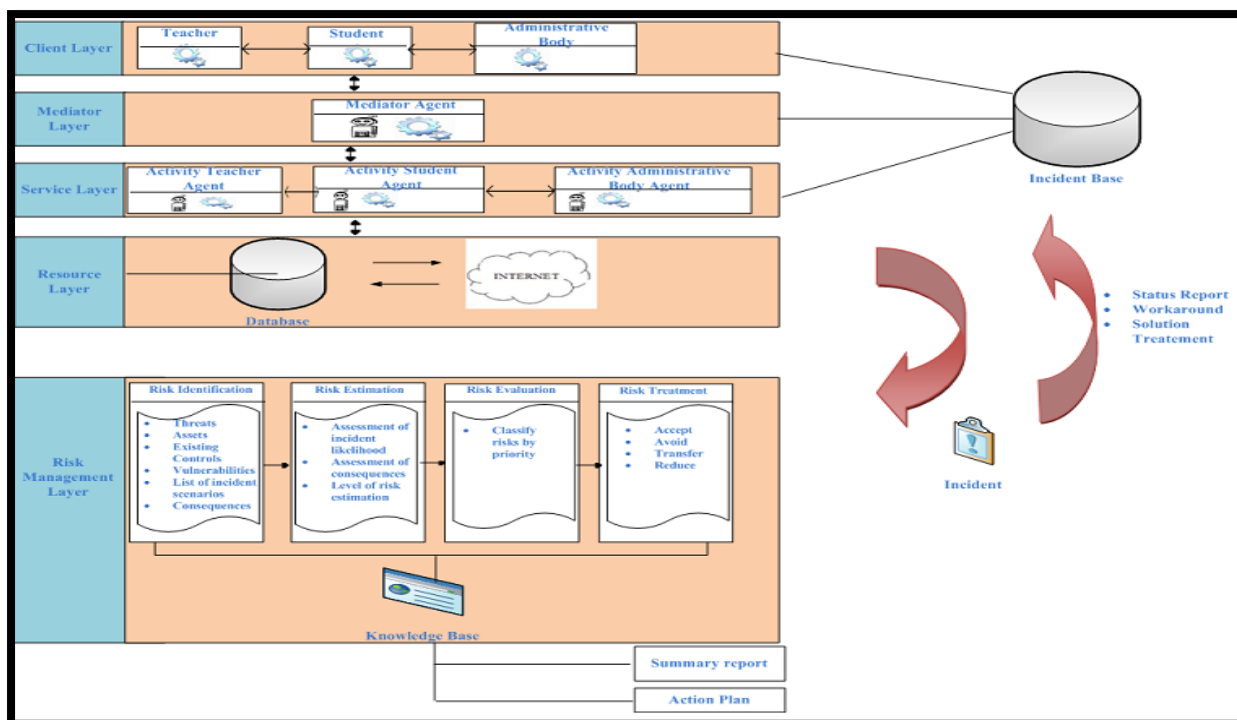 Client Layer
Teacher
Student
Administrative
Body
Mediator
Layer
Mediator Agent
Service Layer
Activity Teacher
Agent
Activity Student
Agent
Activity Administrative
Body Agent
Incident Base
Resource
Layer
INTERNET
Database
• Status Report
• Workaround
• Solution
Treatement
Risk
Management
Layer
Risk Identification
• Threats
• Assets
• Existing
Controls
• Vulnerabilities
• List of incident
scenarios
• Consequences
Risk Estimation
• Assessment of
incident
likelihood
• Assessment of
consequences
• Level of risk
estimation
Risk Evaluation
• Classify
risks by
priority
Risk Treatment
• Accept
• Avoid
• Transfer
• Reduce
Incident
Knowledge Base
Summary report
Action Plan